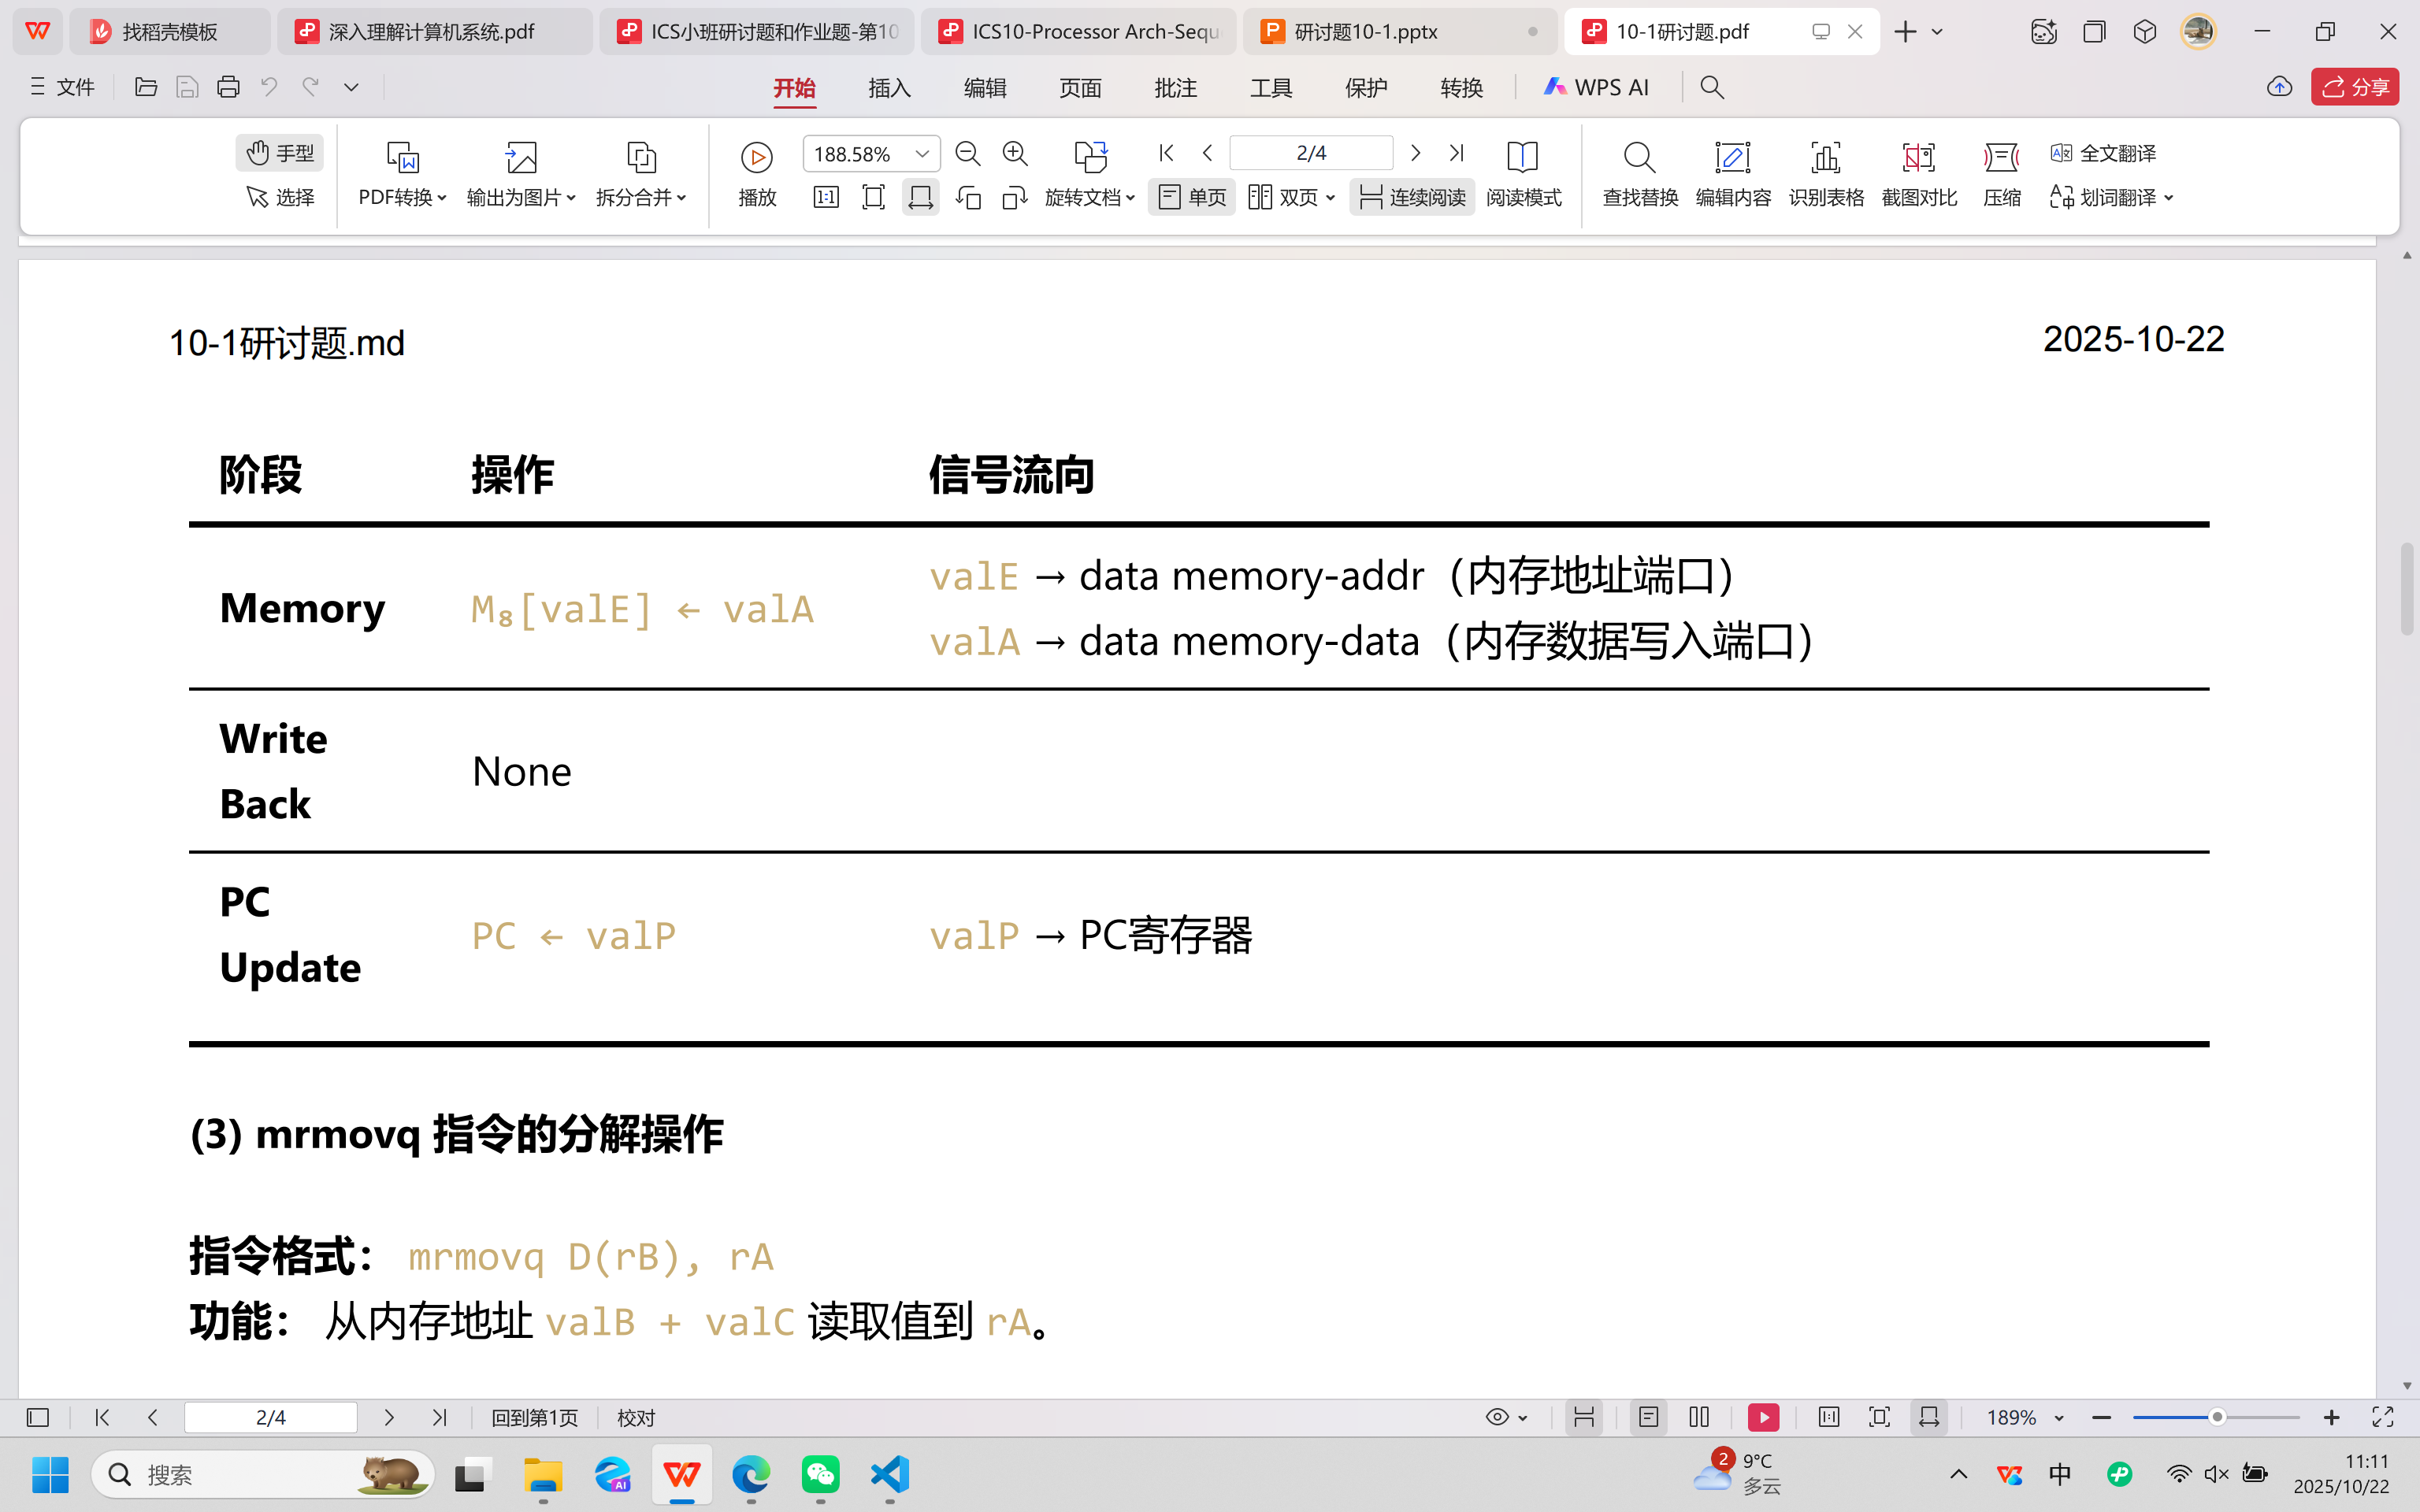 找稻壳模板
深入理解计算机系统.pdf
ICS小班研讨题和作业题-第10
ICS10-Processor Arch-Sequ
研讨题10-1.pptx
10-1研讨题.pdf
文件
开始
插入
编辑
页面
批注
工具
保护
转换
WPS AI
分享
手型
选择
PDF转换
输出为图片
拆分合并
播放
188.58%
1:1
旋转文档
2/4
单页
双页
连续阅读
阅读模式
查找替换
编辑内容
识别表格
截图对比
压缩
全文翻译
划词翻译
10-1研讨题.md
2025-10-22
阶段 操作 信号流向
Memory M₈[valE] ← valA
valE → data memory-addr（内存地址端口）
valA → data memory-data（内存数据写入端口）
Write
Back
None
PC
Update
PC ← valP
valP → PC寄存器
(3) mrmovq 指令的分解操作
指令格式： mrmovq D(rB), rA
功能： 从内存地址 valB + valC 读取值到 rA。
2/4
回到第1页
校对
189%
搜索
AI
2
9°C
多云
中
11:11
2025/10/22